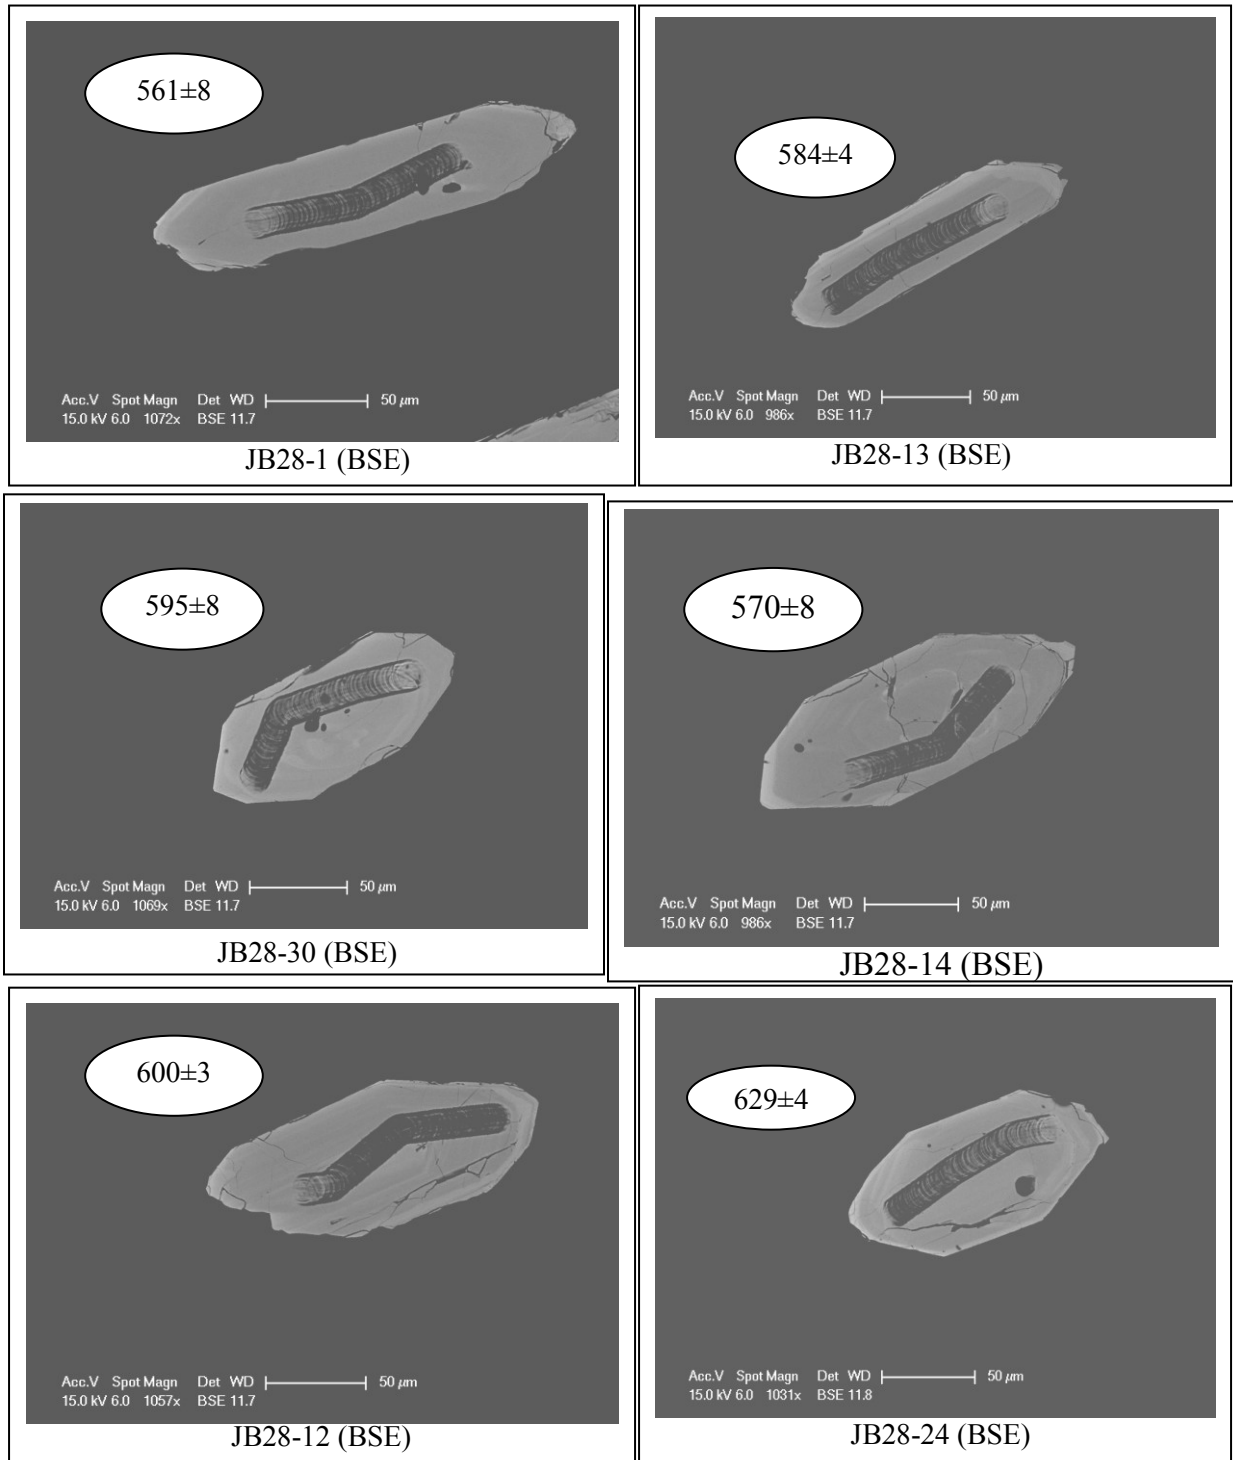 561±8
Acc.V Spot Magn Det WD 50 µm
15.0 kV 6.0 1072x BSE 11.7
JB28-1 (BSE)
584±4
Acc.V Spot Magn Det WD 50 µm
15.0 kV 6.0 986x BSE 11.7
JB28-13 (BSE)
595±8
Acc.V Spot Magn Det WD 50 µm
15.0 kV 6.0 1069x BSE 11.7
JB28-30 (BSE)
570±8
Acc.V Spot Magn Det WD 50 µm
15.0 kV 6.0 986x BSE 11.7
JB28-14 (BSE)
600±3
Acc.V Spot Magn Det WD 50 µm
15.0 kV 6.0 1057x BSE 11.7
JB28-12 (BSE)
629±4
Acc.V Spot Magn Det WD 50 µm
15.0 kV 6.0 1031x BSE 11.8
JB28-24 (BSE)